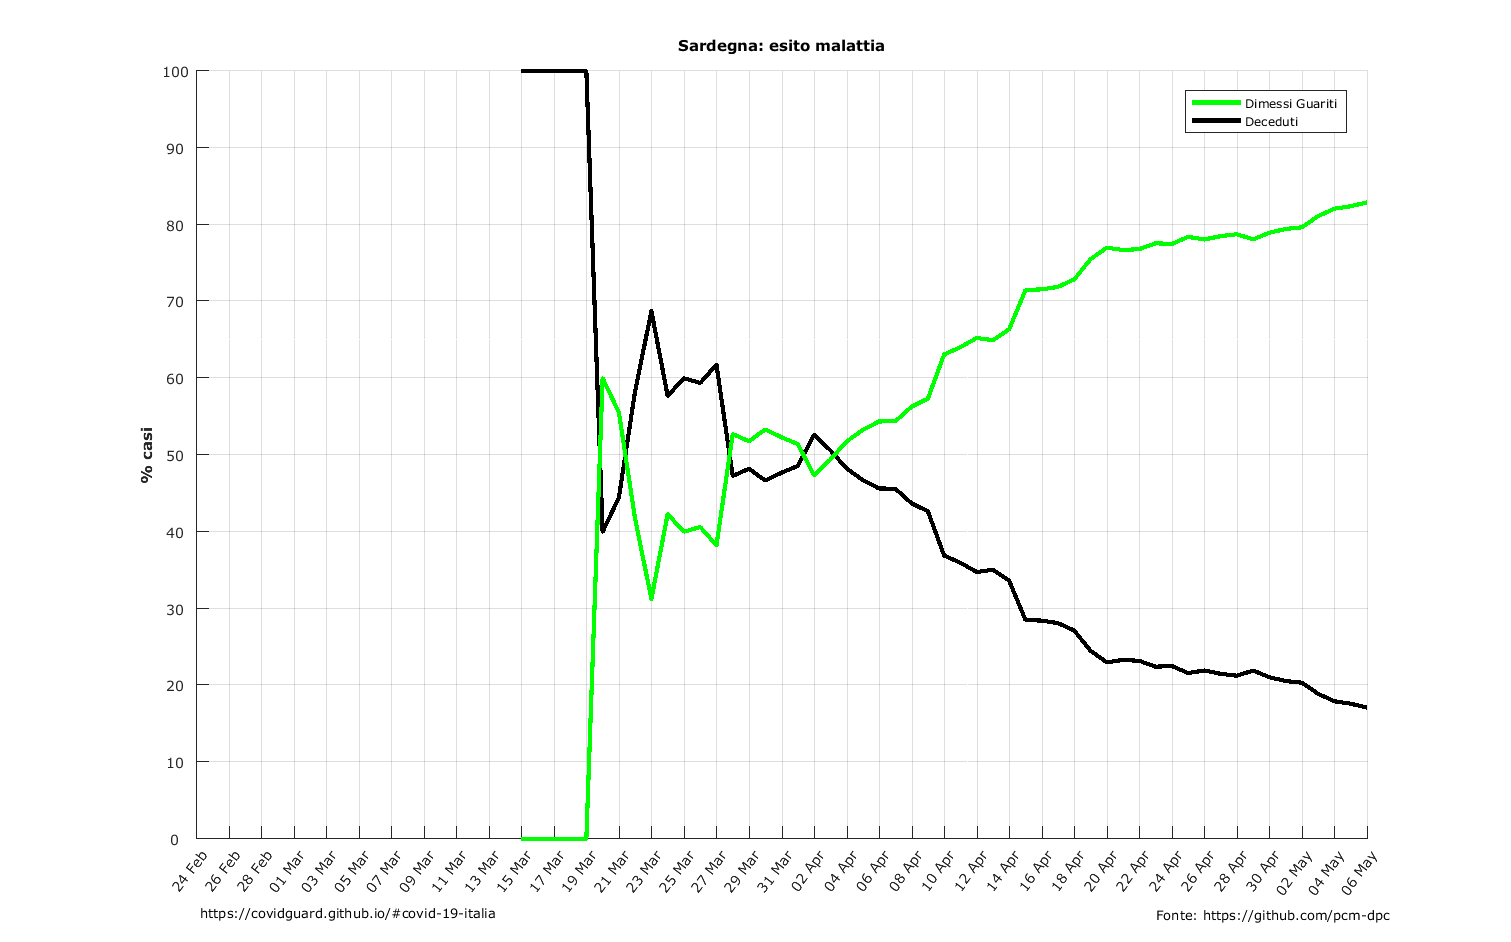 Sardegna: esito malattia
100
90
80
70
60
50
40
30
20
10
0
% casi
Dimessi Guariti
Deceduti
24 Feb
26 Feb
28 Feb
01 Mar
03 Mar
05 Mar
07 Mar
09 Mar
11 Mar
13 Mar
15 Mar
17 Mar
19 Mar
21 Mar
23 Mar
25 Mar
27 Mar
29 Mar
31 Mar
02 Apr
04 Apr
06 Apr
08 Apr
10 Apr
12 Apr
14 Apr
16 Apr
18 Apr
20 Apr
22 Apr
24 Apr
26 Apr
28 Apr
30 Apr
02 May
04 May
06 May
https://covidguard.github.io/#covid-19-italia
Fonte: https://github.com/pcm-dpc